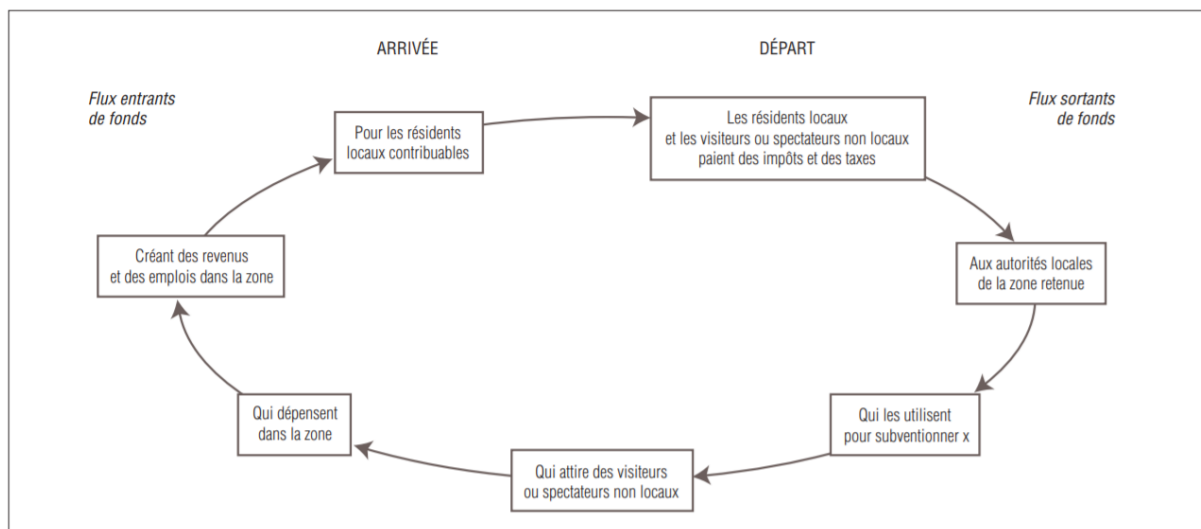 ARRIVÉE
DÉPART
Flux entrants
de fonds
Flux sortants
de fonds
Pour les résidents
locaux contribuables
Les résidents locaux
et les visiteurs ou spectateurs non locaux
paient des impôts et des taxes
Aux autorités locales
de la zone retenue
Qui les utilisent
pour subventionner x
Qui attire des visiteurs
ou spectateurs non locaux
Qui dépensent
dans la zone
Créant des revenus
et des emplois dans la zone